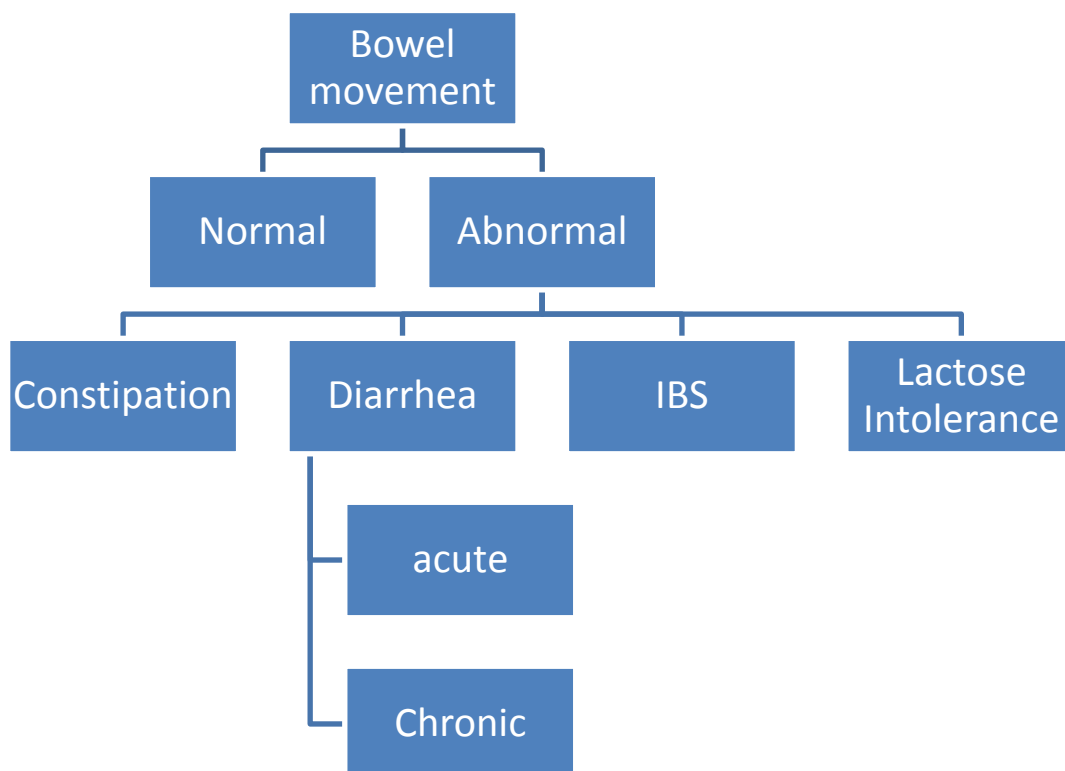 Bowel
movement
Normal
Abnormal
Constipation
Diarrhea
IBS
Lactose
Intolerance
acute
Chronic